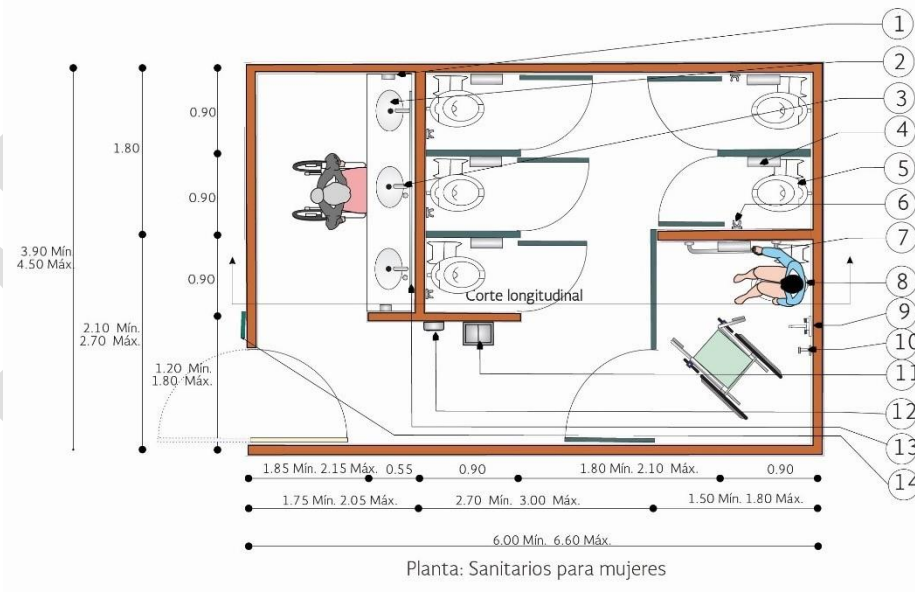 1
2
3
4
5
6
7
8
9
10
11
12
13
14
0.90
1.80
0.90
3.90 Mín.
4.50 Máx.
0.90
Corte longitudinal
2.10 Mín.
2.70 Máx.
1.20 Mín.
1.80 Máx.
1.85 Mín. 2.15 Máx. 0.55 0.90 1.80 Mín. 2.10 Máx. 0.90
1.75 Mín. 2.05 Máx. 2.70 Mín. 3.00 Máx. 1.50 Mín. 1.80 Máx.
6.00 Mín. 6.60 Máx.
Planta: Sanitarios para mujeres